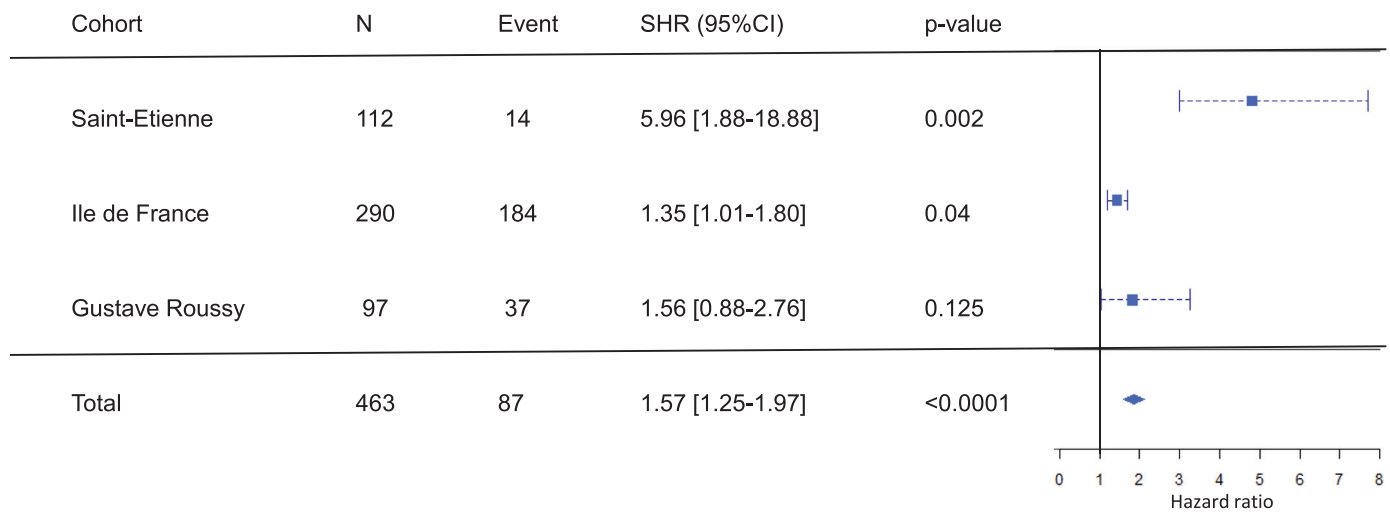 Cohort N Event SHR (95%CI) p-value
Saint-Etienne 112 14 5.96 [1.88-18.88] 0.002
Ile de France 290 184 1.35 [1.01-1.80] 0.04
Gustave Roussy 97 37 1.56 [0.88-2.76] 0.125
Total 463 87 1.57 [1.25-1.97] <0.0001
0 1 2 3 4 5 6 7 8
Hazard ratio